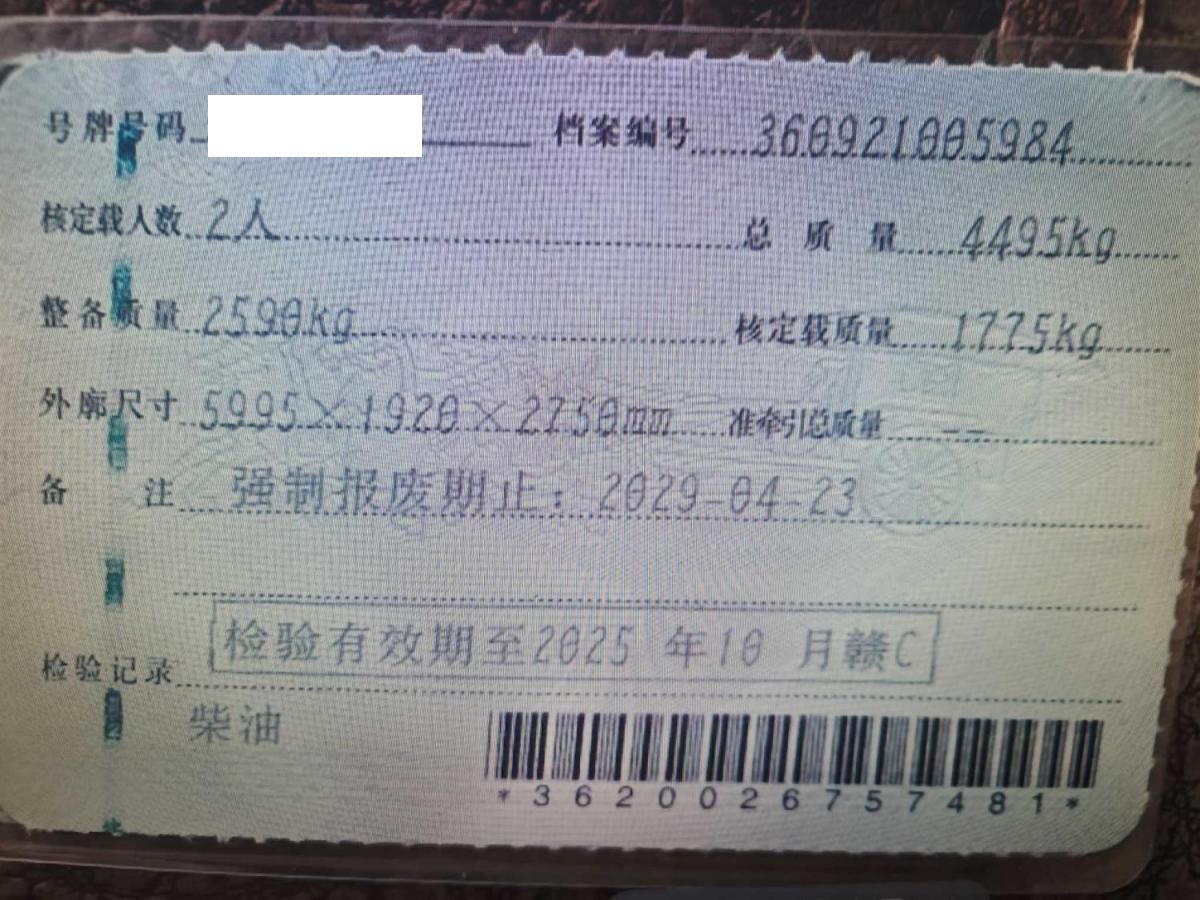 号牌号码 档案编号 360921005984
核定载人数 2人 总质量 4495kg
整备质量 2590kg 核定载质量 1775kg
外廓尺寸 5995×1920×2750mm 准牵引总质量 --
备注 强制报废期止：2029-04-23
检验记录 检验有效期至2025年10月赣C
柴油
*3620026757481*